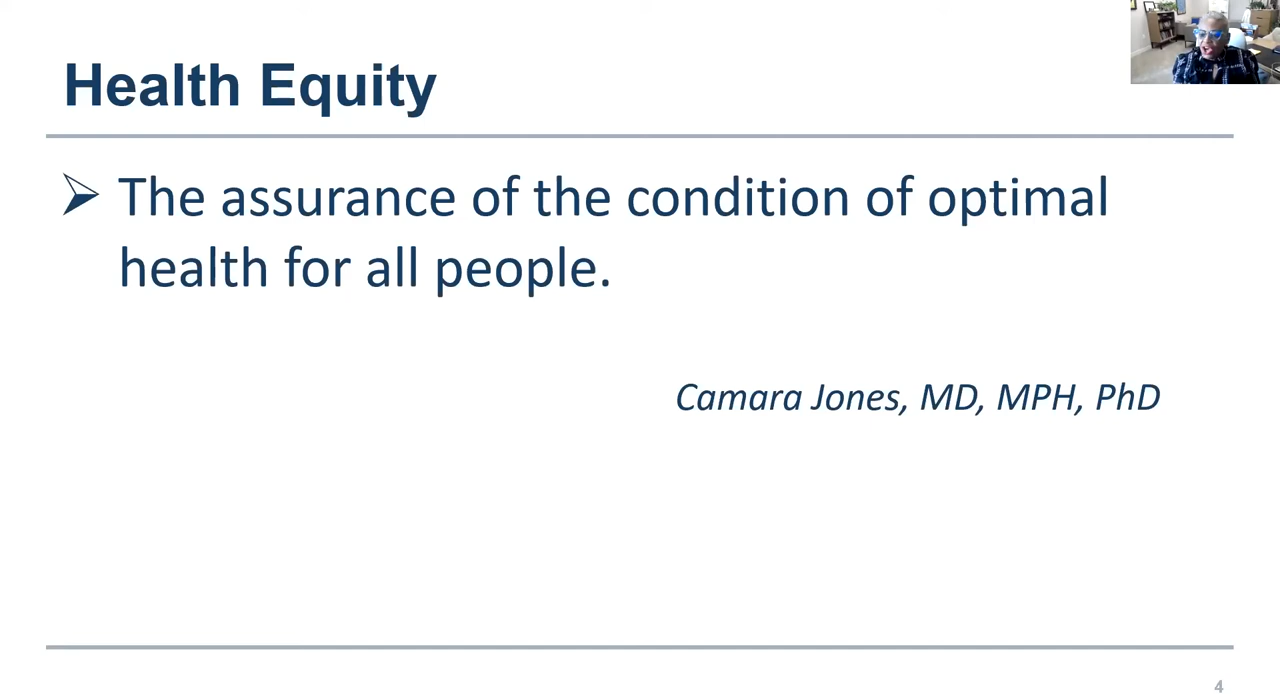 Health Equity
The assurance of the condition of optimal
health for all people.
Camara Jones, MD, MPH, PhD
4